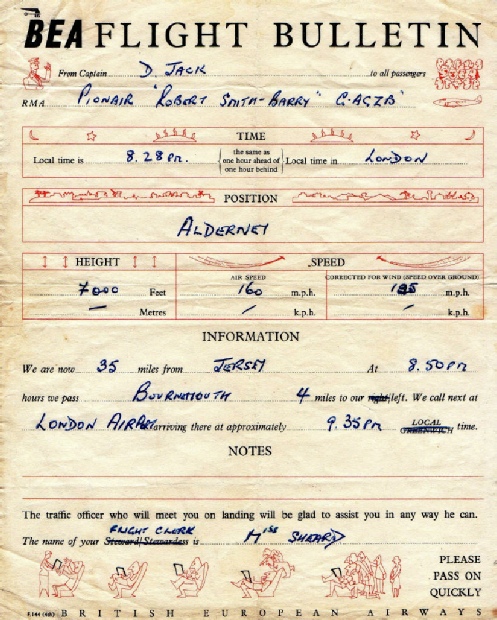 BEA FLIGHT BULLETIN
From Captain D. JACK to all passengers
RMA PIONAIR "ROBERT SMITH-BARRY" G-AGZB
TIME
Local time is 8.28 PM. the same as one hour ahead of one hour behind Local time in LONDON
POSITION
ALDERNEY
HEIGHT SPEED
AIR SPEED CORRECTED FOR WIND (SPEED OVER GROUND)
7000 Feet 160 m.p.h. 185 m.p.h.
— Metres / k.p.h. / k.p.h.
INFORMATION
We are now 35 miles from JERSEY At 8.50 PM
hours we pass BOURNEMOUTH 4 miles to our right/left. We call next at
LONDON AIRPORT arriving there at approximately 9.35 PM LOCAL GREENWICH time.
NOTES
The traffic officer who will meet you on landing will be glad to assist you in any way he can.
FLIGHT CLERK
The name of your Steward/Stewardess is MISS SHEARD
PLEASE
PASS ON
QUICKLY
BRITISH EUROPEAN AIRWAYS